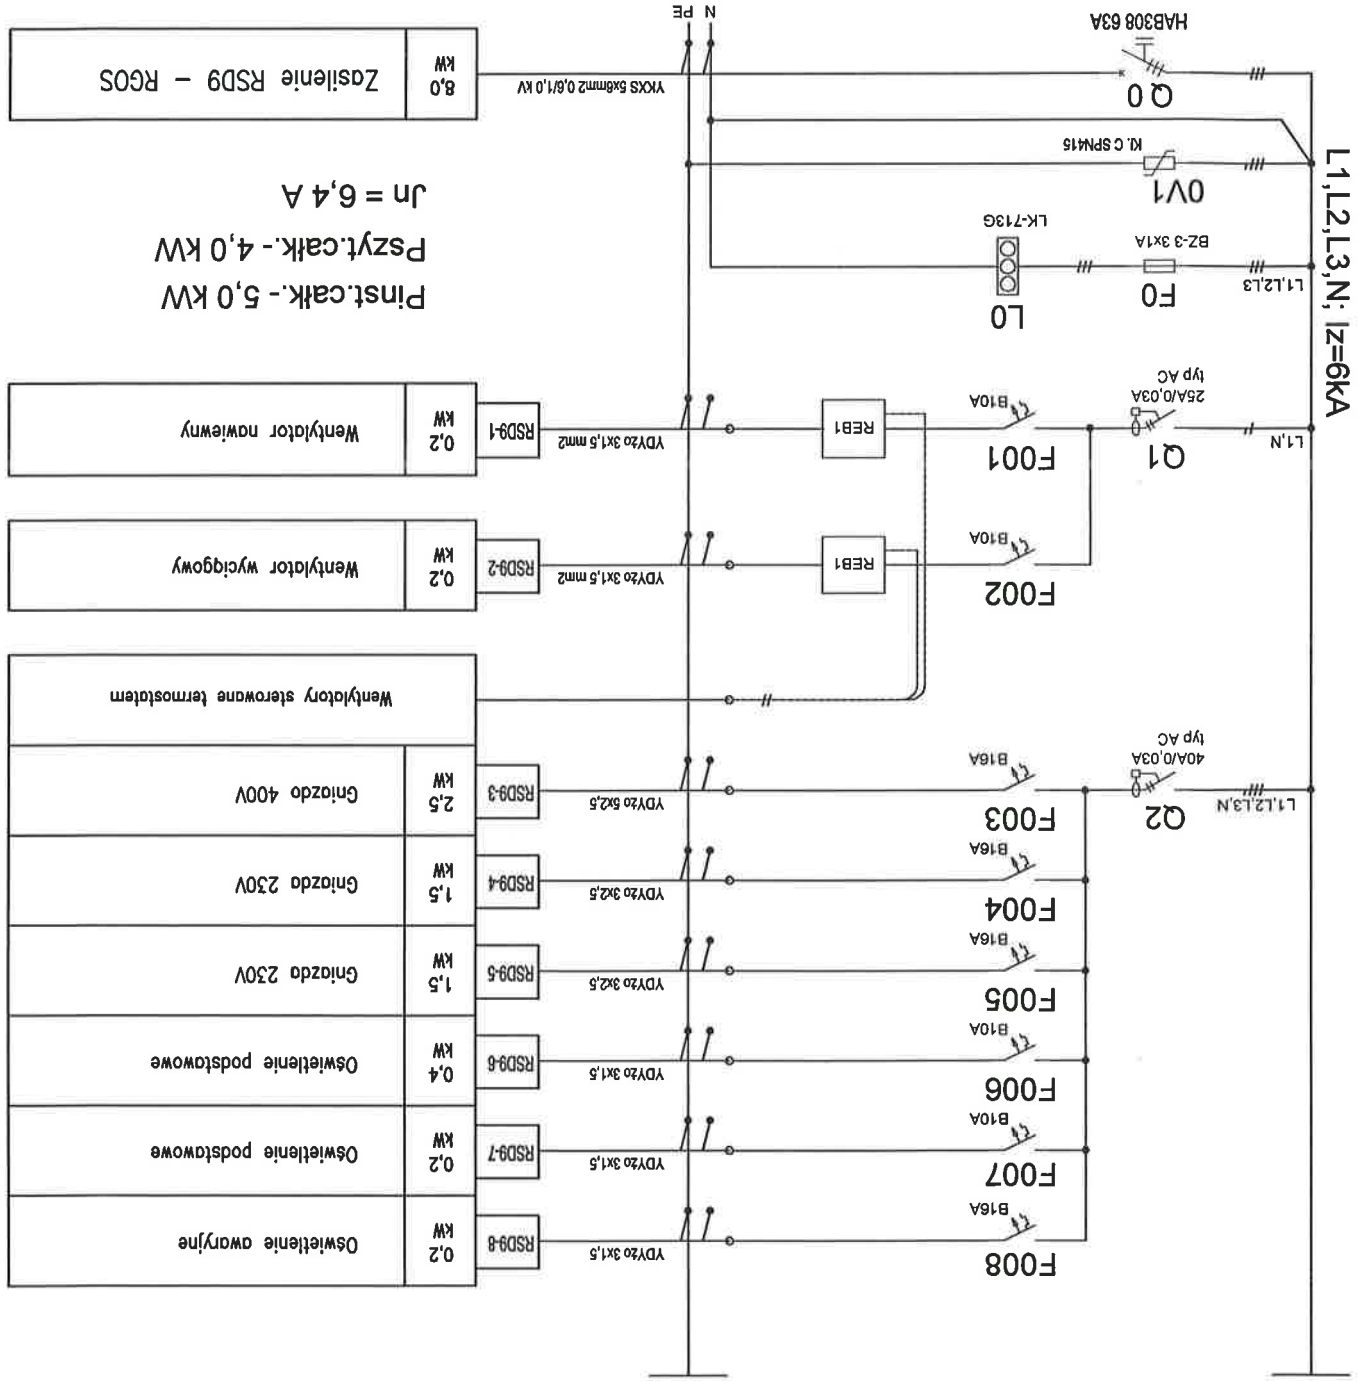 F008
B16A
YDYżo 3x1,5
RSD9-8
0,2
kW
Oświetlenie awaryjne
F007
B10A
YDYżo 3x1,5
RSD9-7
0,2
kW
Oświetlenie podstawowe
F006
B10A
YDYżo 3x1,5
RSD9-6
0,4
kW
Oświetlenie podstawowe
F005
B16A
YDYżo 3x2,5
RSD9-5
1,5
kW
Gniazda 230V
F004
B16A
YDYżo 3x2,5
RSD9-4
1,5
kW
Gniazda 230V
L1,L2,L3,N
Q2
40A/0,03A
typ AC
F003
B16A
YDYżo 5x2,5
RSD9-3
2,5
kW
Gniazdo 400V
Wentylatory sterowane termostatem
F002
B10A
REB1
YDYżo 3x1,5 mm2
RSD9-2
0,2
kW
Wentylator wyciągowy
L1,N
Q1
25A/0,03A
typ AC
F001
B10A
REB1
YDYżo 3x1,5 mm2
RSD9-1
0,2
kW
Wentylator nawiewny
L1,L2,L3,N; Iz=6kA
L1,L2,L3
F0
BZ-3 3x1A
L0
LK-713G
Pinst.całk.- 5,0 kW
Pszyt.całk.- 4,0 kW
Jn = 6,4 A
0V1
Kl. C SPN415
Q0
HAB308 63A
YKXS 5x6mm2 0,6/1,0 kV
8,0
kW
Zasilenie RSD9 - RGOS
N
PE